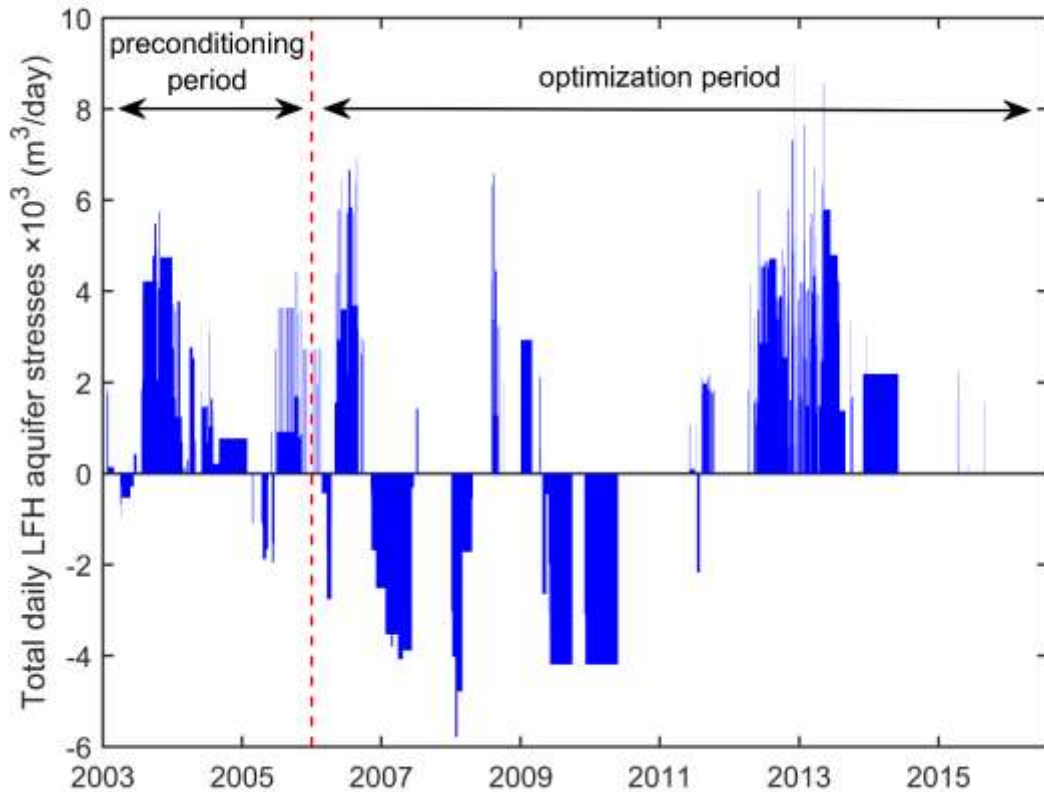 10
8
6
4
2
0
-2
-4
-6
Total daily LFH aquifer stresses ×10³ (m³/day)
preconditioning
period
optimization period
2003 2005 2007 2009 2011 2013 2015